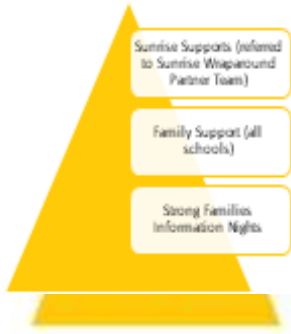 Sunrise Supports (referred
to Sunrise Wraparound
Partner Team)
Family Support (all
schools)
Strong Families
Information Nights